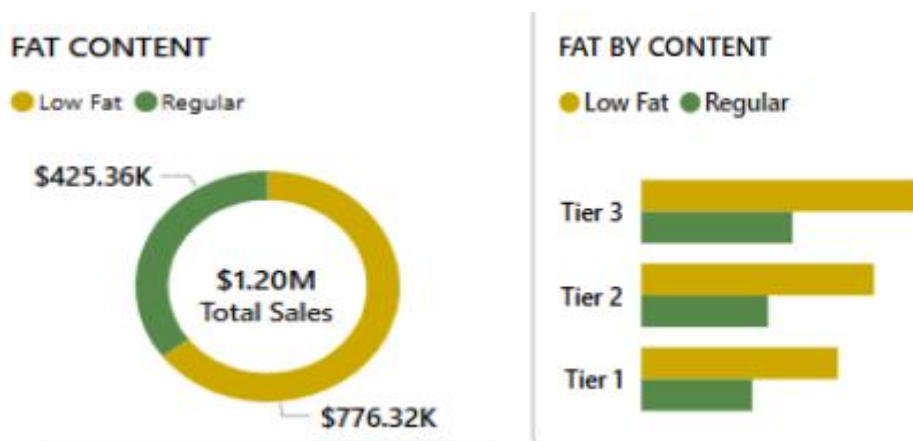 FAT CONTENT
Low Fat Regular
$425.36K
$1.20M
Total Sales
$776.32K
FAT BY CONTENT
Low Fat Regular
Tier 3
Tier 2
Tier 1